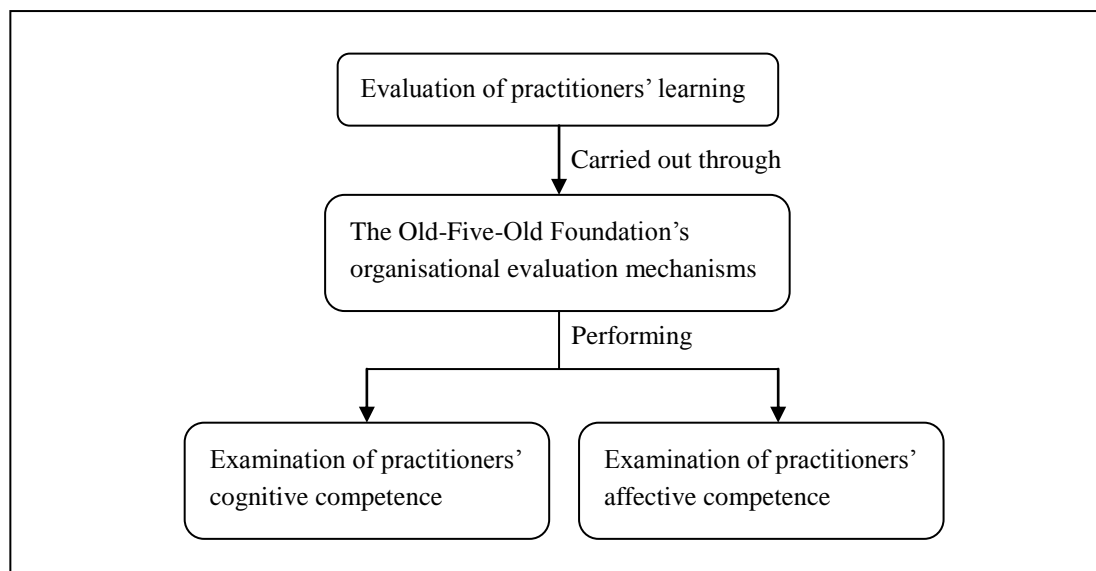 Evaluation of practitioners’ learning
Carried out through
The Old-Five-Old Foundation’s
organisational evaluation mechanisms
Performing
Examination of practitioners’
cognitive competence
Examination of practitioners’
affective competence